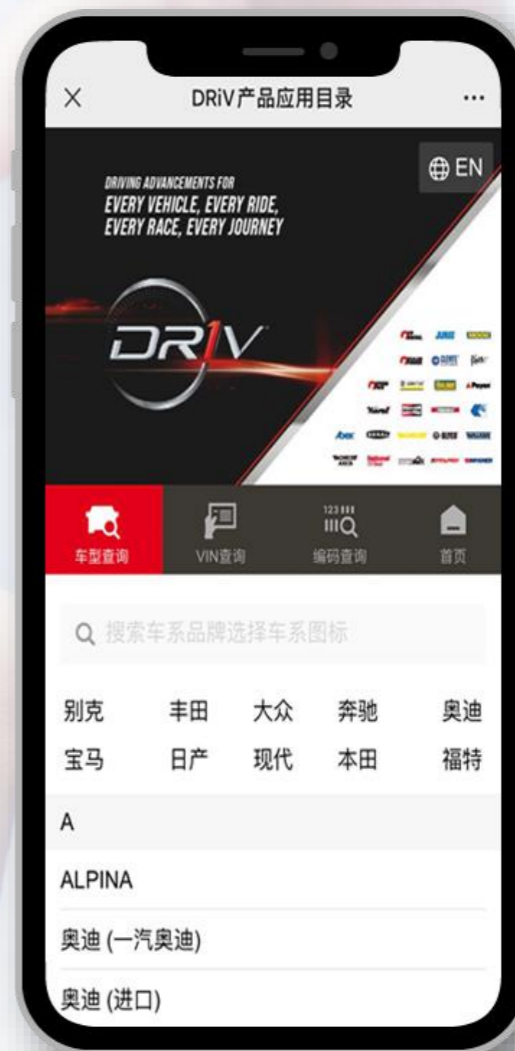 DRiV产品应用目录
EN
DRIVING ADVANCEMENTS FOR
EVERY VEHICLE, EVERY RIDE,
EVERY RACE, EVERY JOURNEY
DR1V
车型查询
VIN查询
123
编码查询
首页
搜索车系品牌选择车系图标
别克 丰田 大众 奔驰 奥迪
宝马 日产 现代 本田 福特
A
ALPINA
奥迪 (一汽奥迪)
奥迪 (进口)